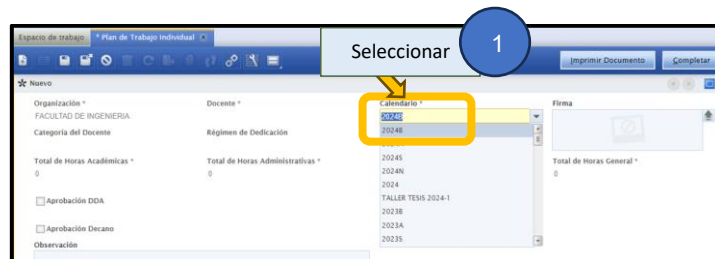 Espacio de trabajo * Plan de Trabajo Individual
Seleccionar 1
Imprimir Documento Completar
Nuevo
Organización * Docente * Calendario * Firma
FACULTAD DE INGENIERIA 2024B
Categoría del Docente Régimen de Dedicación 2024B
Total de Horas Académicas * Total de Horas Administrativas * 2024S Total de Horas General *
0 0 2024N 0
2024
Aprobación DDA TALLER TESIS 2024-1
2023B
Aprobación Decano 2023A
Observación 2023S